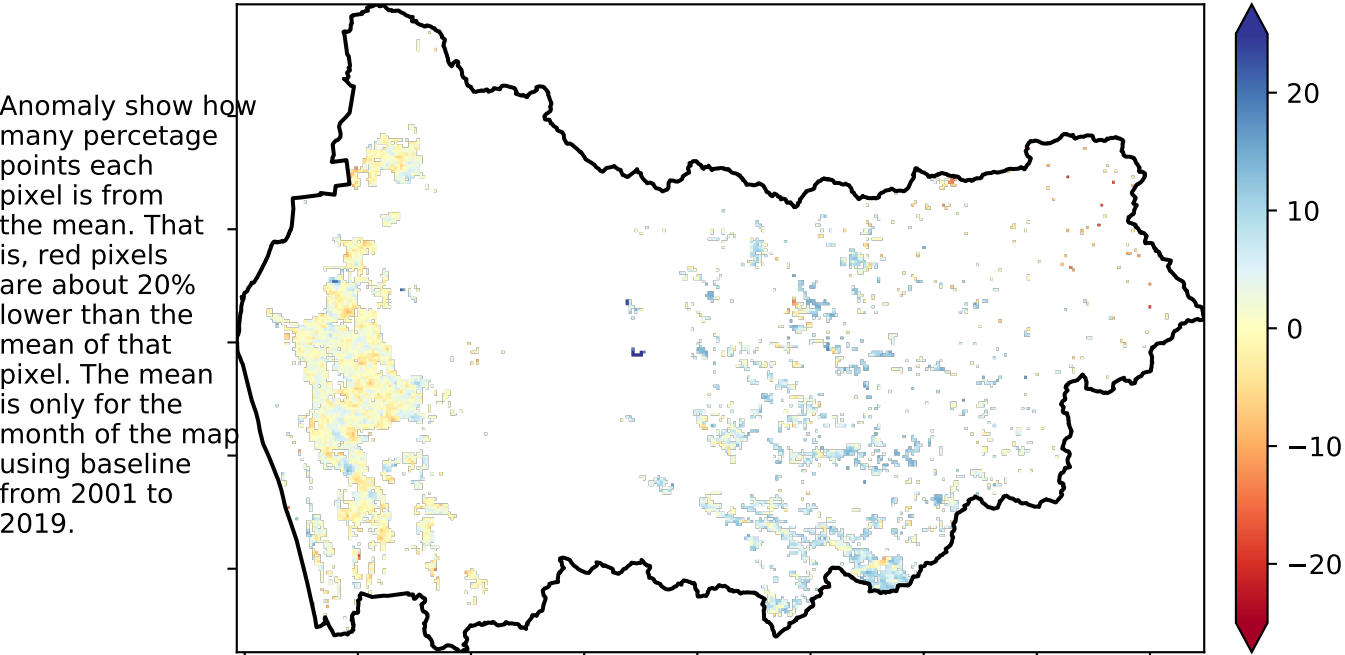 Anomaly show how
many percetage
points each
pixel is from
the mean. That
is, red pixels
are about 20%
lower than the
mean of that
pixel. The mean
is only for the
month of the map
using baseline
from 2001 to
2019.
20
10
0
−10
−20